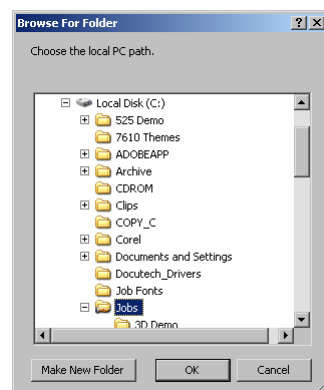 Browse For Folder
Choose the local PC path.
Local Disk (C:)
525 Demo
7610 Themes
ADOBEAPP
Archive
CDROM
Clips
COPY_C
Corel
Documents and Settings
Docutech_Drivers
Job Fonts
Jobs
3D Demo
Make New Folder
OK
Cancel